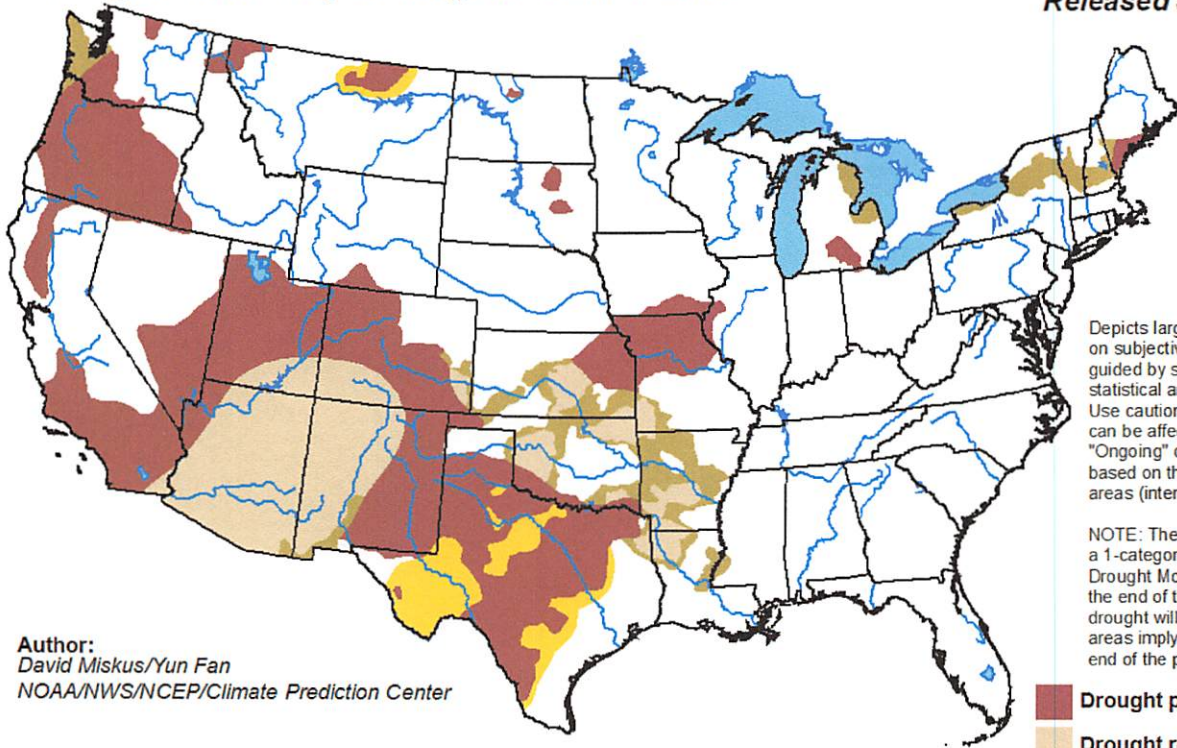 Released
Depicts larg
on subjectiv
guided by s
statistical a
Use caution
can be affe
"Ongoing" d
based on th
areas (inter
NOTE: The
a 1-categor
Drought Mo
the end of t
drought will
areas imply
end of the p
Author:
David Miskus/Yun Fan
NOAA/NWS/NCEP/Climate Prediction Center
Drought p
Drought r